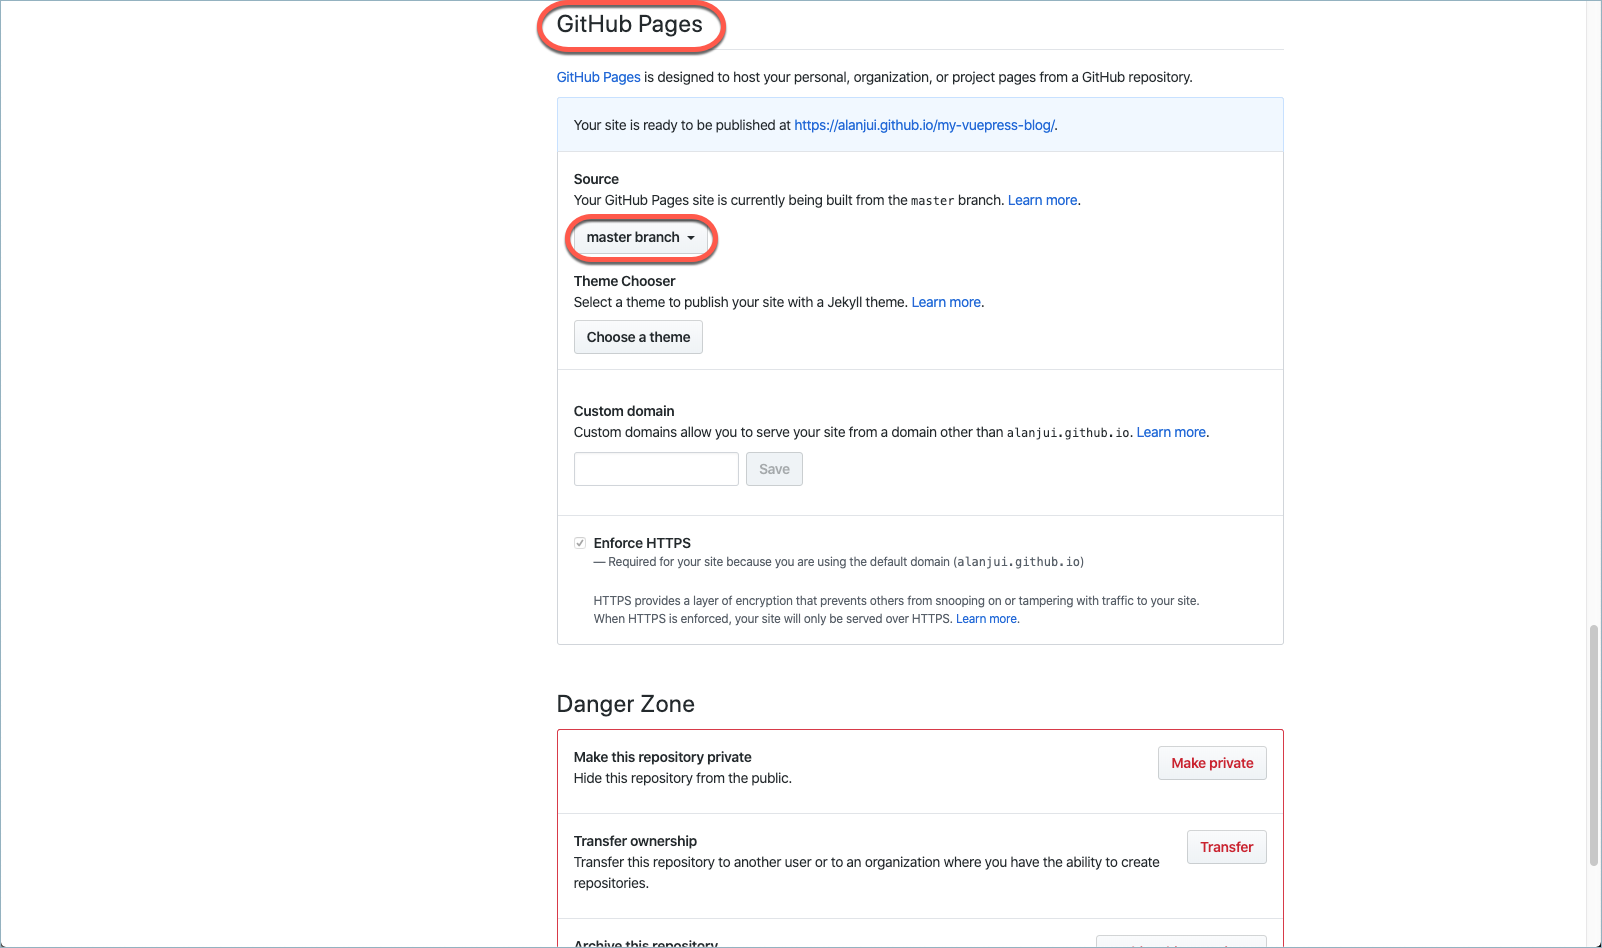 GitHub Pages
GitHub Pages is designed to host your personal, organization, or project pages from a GitHub repository.
Your site is ready to be published at https://alanjui.github.io/my-vuepress-blog/.
Source
Your GitHub Pages site is currently being built from the master branch. Learn more.
master branch
Theme Chooser
Select a theme to publish your site with a Jekyll theme. Learn more.
Choose a theme
Custom domain
Custom domains allow you to serve your site from a domain other than alanjui.github.io. Learn more.
Save
Enforce HTTPS
— Required for your site because you are using the default domain (alanjui.github.io)
HTTPS provides a layer of encryption that prevents others from snooping on or tampering with traffic to your site.
When HTTPS is enforced, your site will only be served over HTTPS. Learn more.
Danger Zone
Make this repository private
Hide this repository from the public.
Make private
Transfer ownership
Transfer this repository to another user or to an organization where you have the ability to create
repositories.
Transfer
Archive this repository